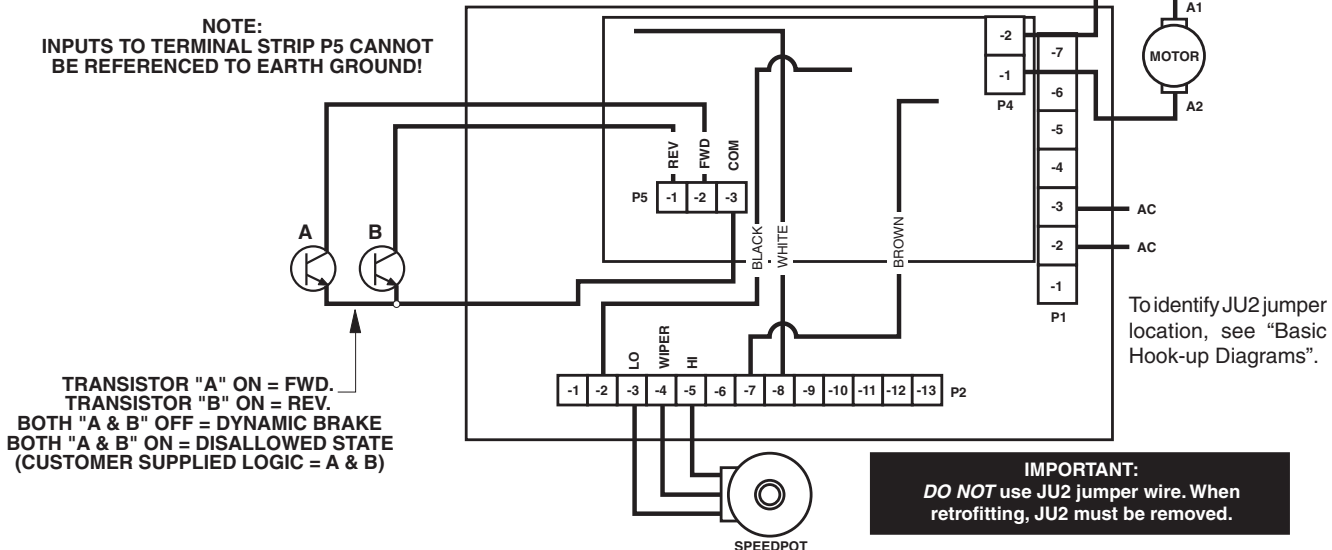 NOTE:
INPUTS TO TERMINAL STRIP P5 CANNOT
BE REFERENCED TO EARTH GROUND!
A1
MOTOR
A2
-2
-1
P4
-7
-6
-5
-4
-3
-2
-1
P1
AC
AC
REV
FWD
COM
P5
-1
-2
-3
A
B
BLACK
WHITE
BROWN
To identify JU2 jumper
location, see “Basic
Hook-up Diagrams”.
TRANSISTOR "A" ON = FWD.
TRANSISTOR "B" ON = REV.
BOTH "A & B" OFF = DYNAMIC BRAKE
BOTH "A & B" ON = DISALLOWED STATE
(CUSTOMER SUPPLIED LOGIC = A & B)
LO
WIPER
HI
-1 -2 -3 -4 -5 -6 -7 -8 -9 -10 -11 -12 -13 P2
SPEEDPOT
IMPORTANT:
DO NOT use JU2 jumper wire. When
retrofitting, JU2 must be removed.